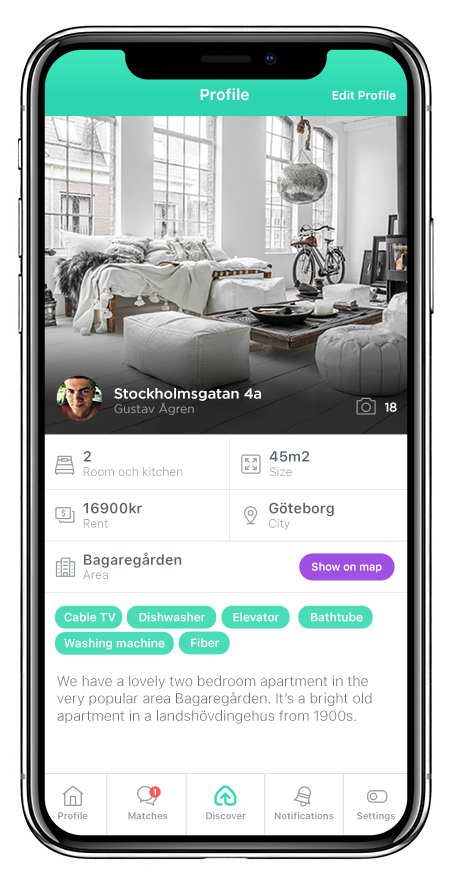 Profile
Edit Profile
Stockholmsgatan 4a
Gustav Ågren
18
2
Room och kitchen
45m2
Size
16900kr
Rent
Göteborg
City
Bagaregården
Area
Show on map
Cable TV
Dishwasher
Elevator
Bathtube
Washing machine
Fiber
We have a lovely two bedroom apartment in the
very popular area Bagaregården. It's a bright old
apartment in a landshövdingehus from 1900s.
1
Profile
Matches
Discover
Notifications
Settings